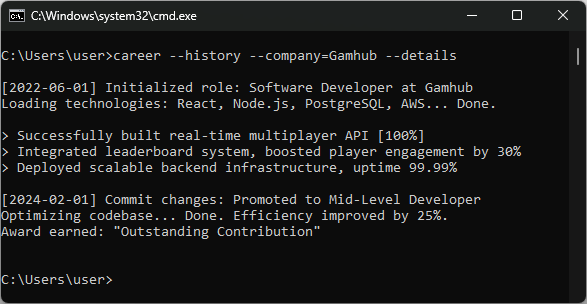 C:\Windows\system32\cmd.exe
C:\Users\user>career --history --company=Gamhub --details
[2022-06-01] Initialized role: Software Developer at Gamhub
Loading technologies: React, Node.js, PostgreSQL, AWS... Done.
> Successfully built real-time multiplayer API [100%]
> Integrated leaderboard system, boosted player engagement by 30%
> Deployed scalable backend infrastructure, uptime 99.99%
[2024-02-01] Commit changes: Promoted to Mid-Level Developer
Optimizing codebase... Done. Efficiency improved by 25%.
Award earned: "Outstanding Contribution"
C:\Users\user>